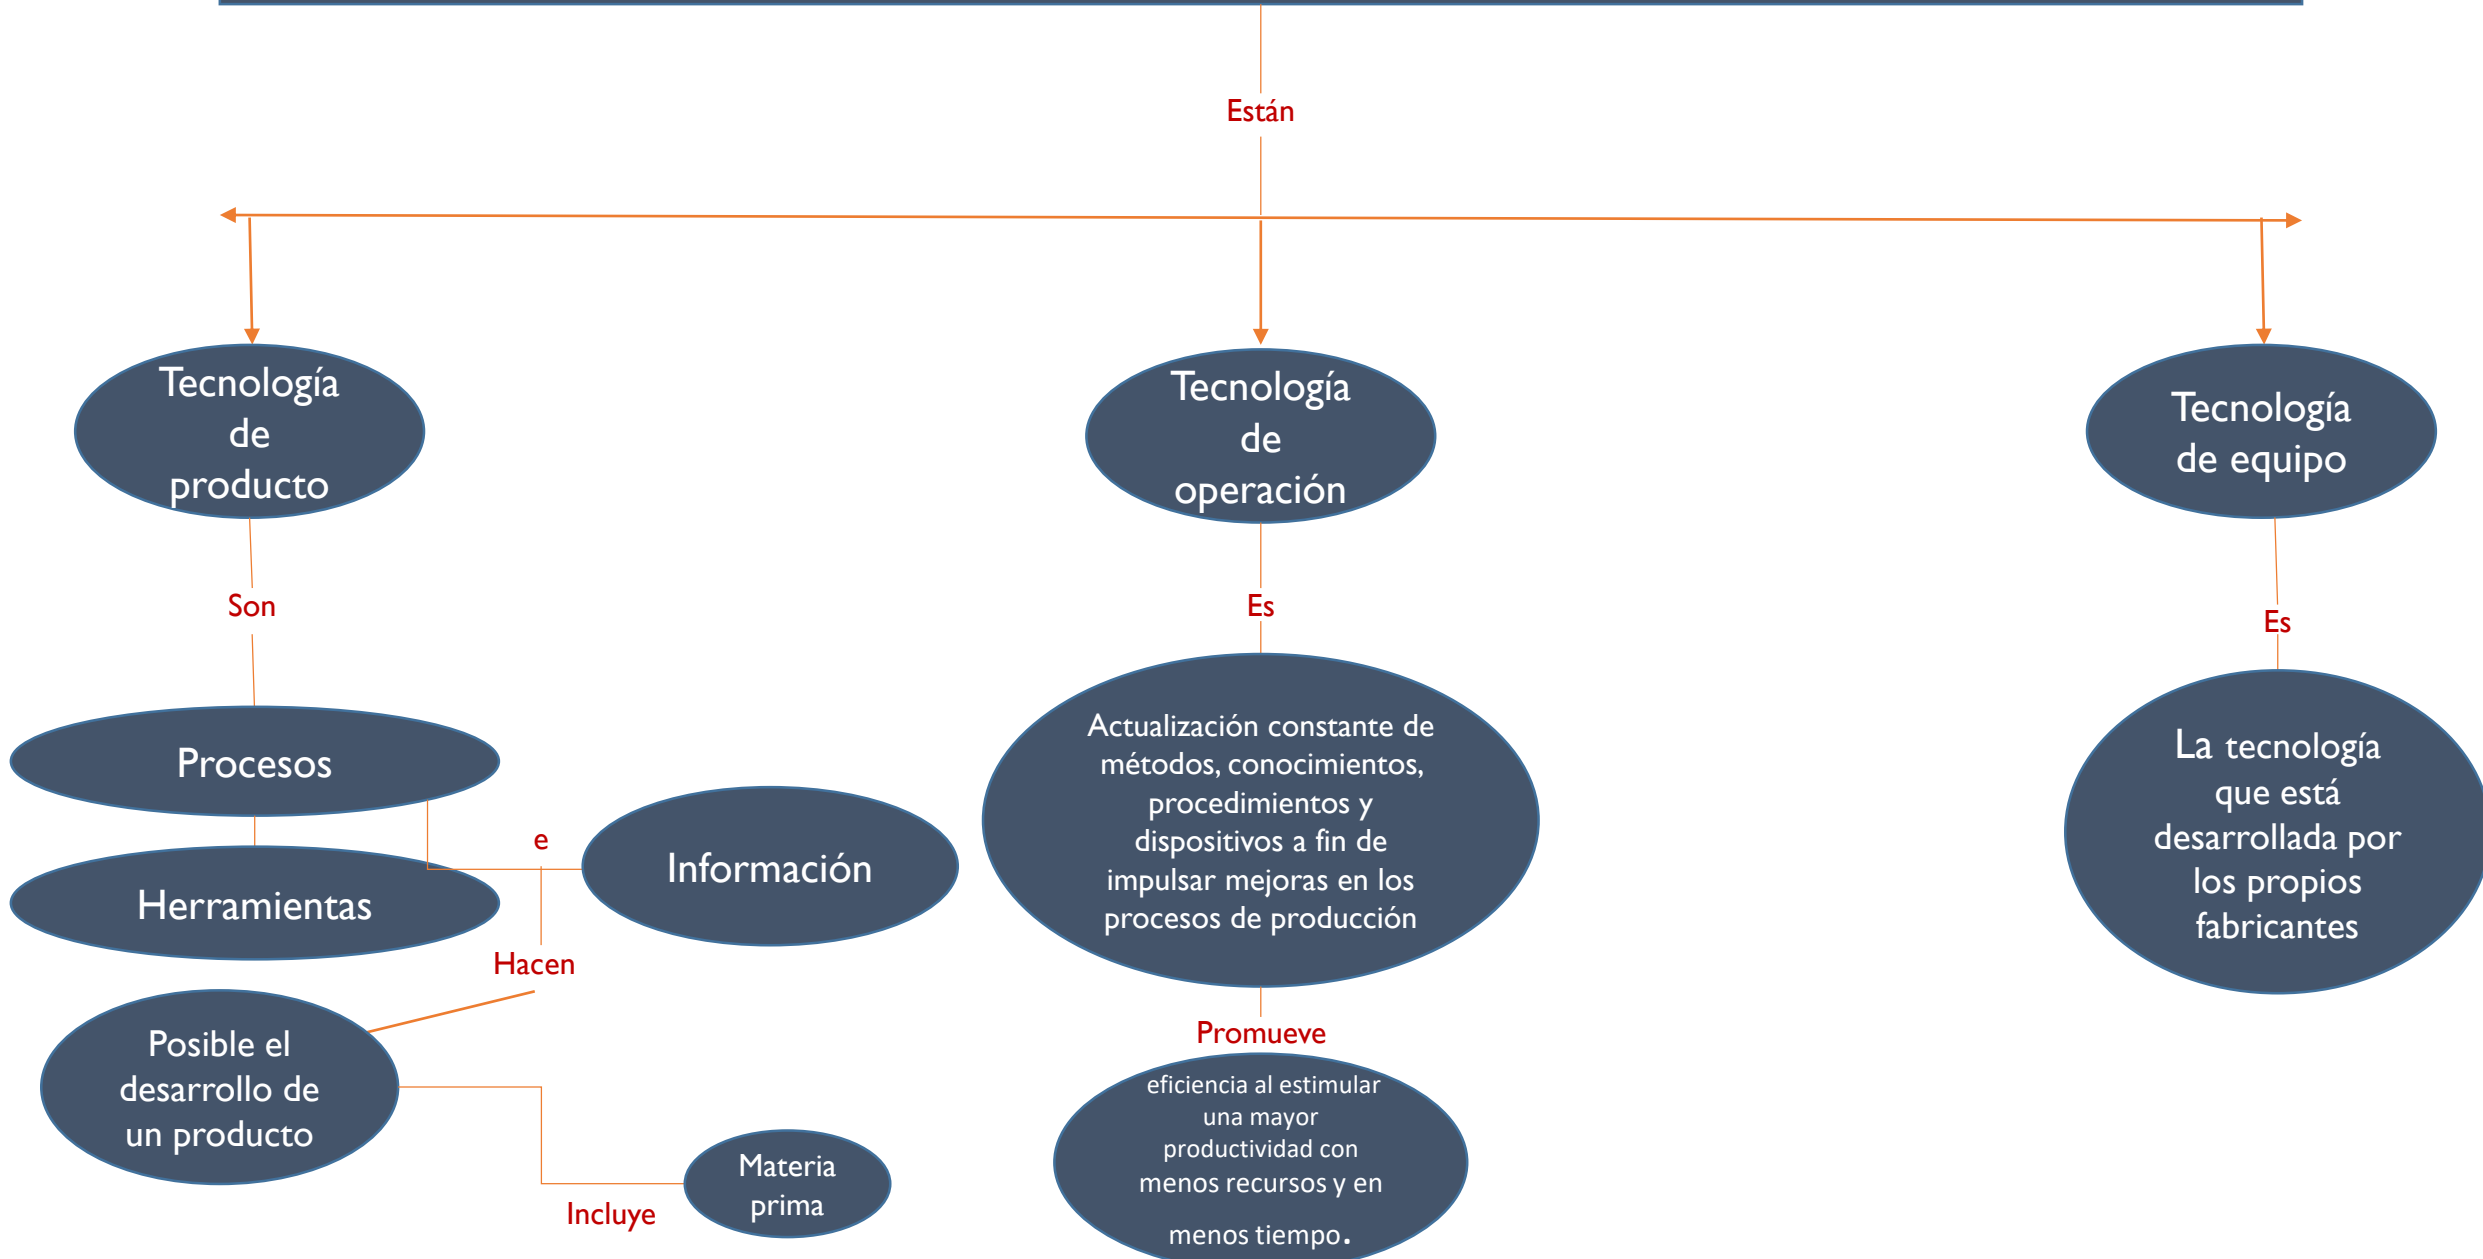 Están
Tecnología
de
producto
Tecnología
de
operación
Tecnología
de equipo
Son
Es
Es
Procesos
Herramientas
e
Información
Hacen
Posible el
desarrollo de
un producto
Incluye
Materia
prima
Actualización constante de
métodos, conocimientos,
procedimientos y
dispositivos a fin de
impulsar mejoras en los
procesos de producción
Promueve
eficiencia al estimular
una mayor
productividad con
menos recursos y en
menos tiempo.
La tecnología
que está
desarrollada por
los propios
fabricantes